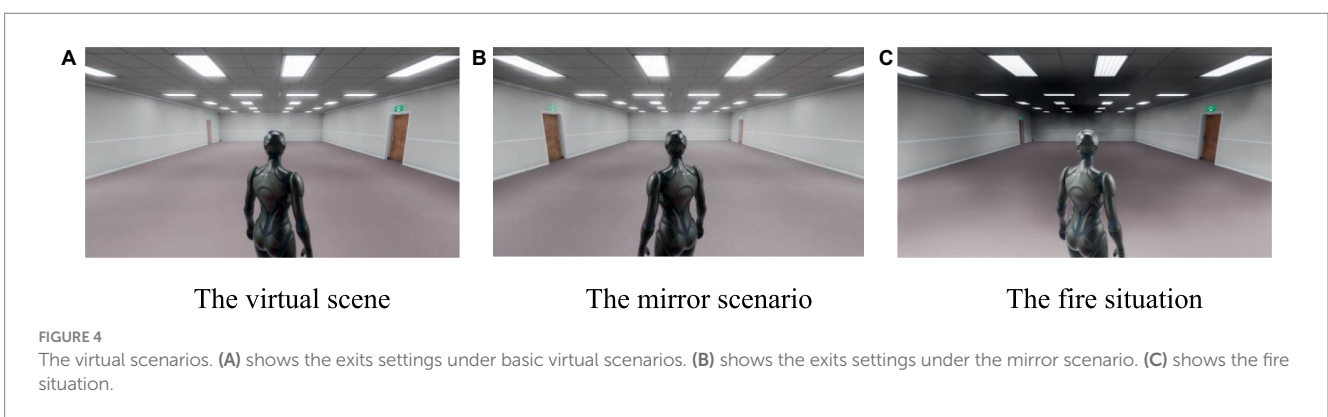 A
B
C
The virtual scene
The mirror scenario
The fire situation
FIGURE 4
The virtual scenarios. (A) shows the exits settings under basic virtual scenarios. (B) shows the exits settings under the mirror scenario. (C) shows the fire
situation.